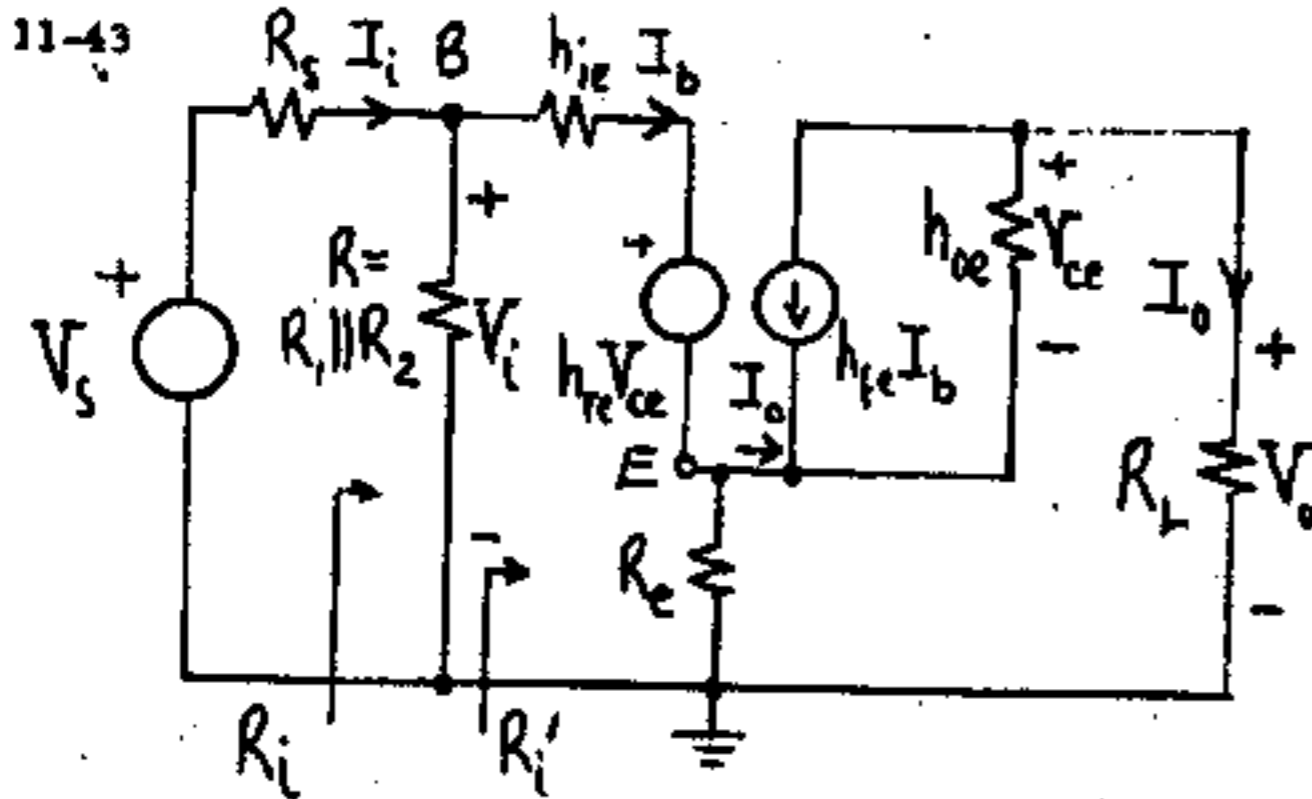 11-43
R_s I_i B h_ie I_b
+ + + +
R= R_1||R_2
V_s V_i
h_re V_ce
h_fe I_b
h_oe V_ce
I_o
I_o
- -
E
R_e
R_L V_o
-
R_i R_i'